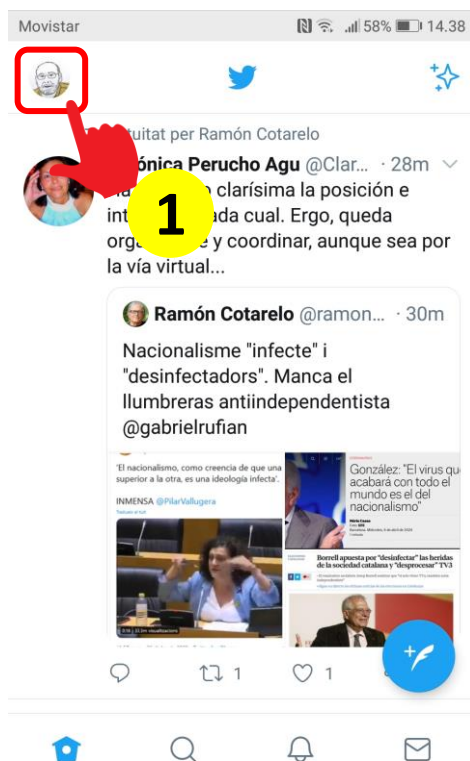 Movistar 58% 14.38
tuitat per Ramón Cotarelo
ónica Perucho Agu @Clar... · 28m
clarísima la posición e
int ada cual. Ergo, queda
orga e y coordinar, aunque sea por
la vía virtual...
1
Ramón Cotarelo @ramon... · 30m
Nacionalisme "infecte" i
"desinfectadors". Manca el
llumbreras antiindependentista
@gabrielrufian
'El nacionalismo, como creencia de que una
superior a la otra, es una ideología infecta'.
INMENSA @PilarVallugera
González: "El virus qu
acabará con todo el
mundo es el del
nacionalismo"
Borrell apuesta por "desinfectar" las heridas
de la sociedad catalana y "desprocesar" TV3
1 1